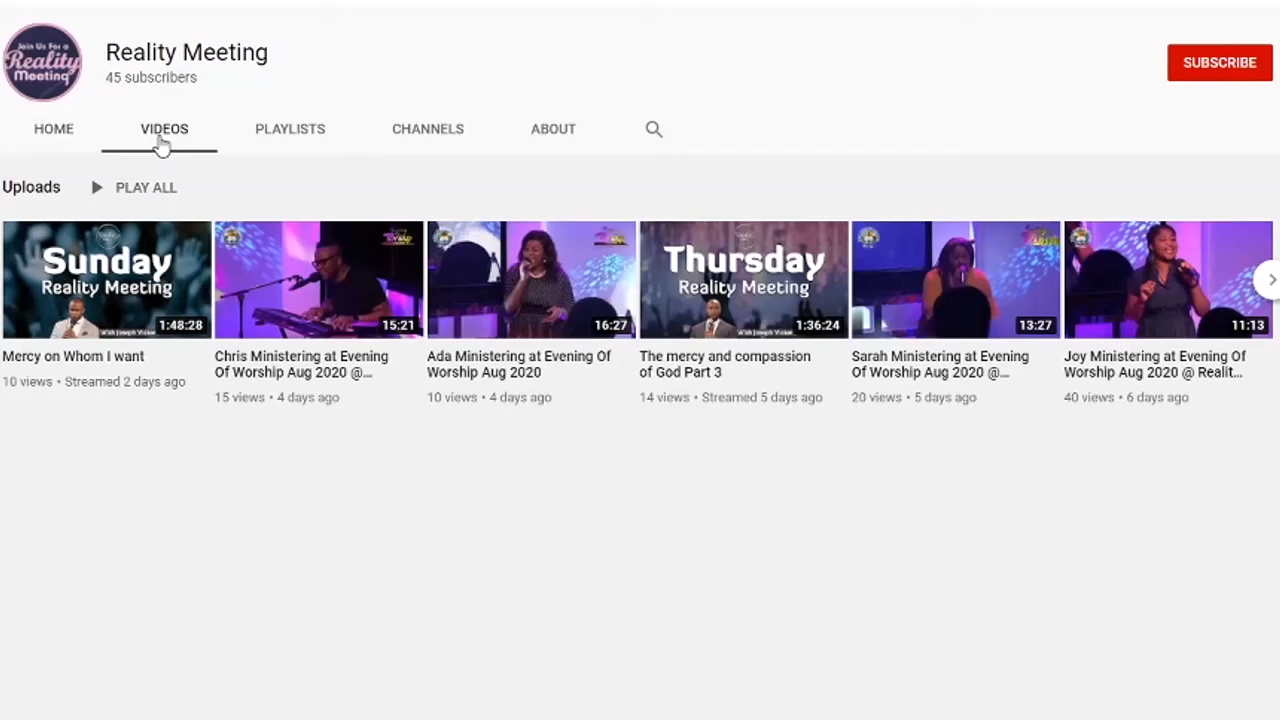 Join Us For a
Reality
Meeting
Reality Meeting
45 subscribers
SUBSCRIBE
HOME
VIDEOS
PLAYLISTS
CHANNELS
ABOUT
Uploads
PLAY ALL
Sunday
Reality Meeting
1:48:28
15:21
16:27
Thursday
Reality Meeting
1:36:24
13:27
11:13
Mercy on Whom I want
10 views • Streamed 2 days ago
Chris Ministering at Evening
Of Worship Aug 2020 @...
15 views • 4 days ago
Ada Ministering at Evening Of
Worship Aug 2020
10 views • 4 days ago
The mercy and compassion
of God Part 3
14 views • Streamed 5 days ago
Sarah Ministering at Evening
Of Worship Aug 2020 @...
20 views • 5 days ago
Joy Ministering at Evening Of
Worship Aug 2020 @ Realit...
40 views • 6 days ago